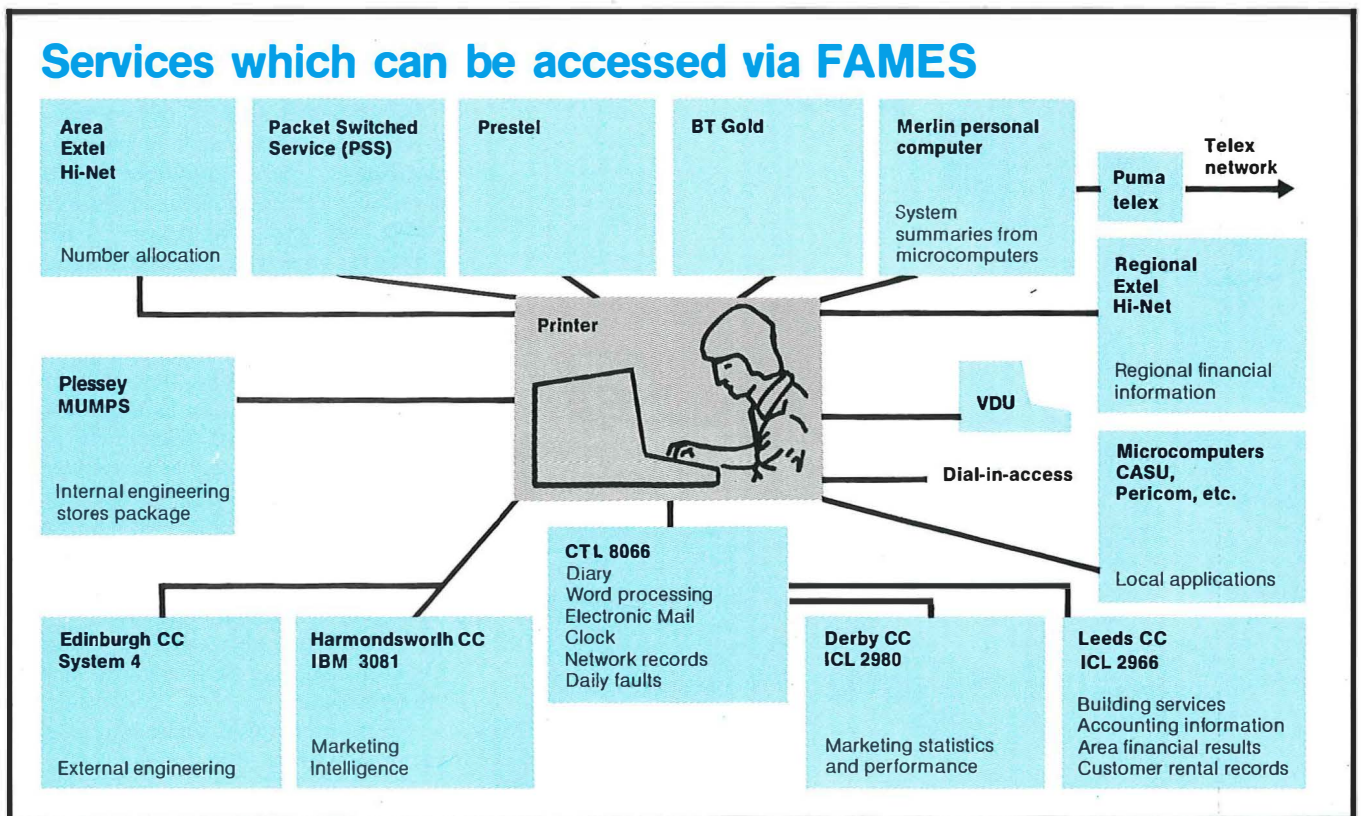 Services which can be accessed via FAMES
Area
Extel
Hi-Net
Number allocation
Packet Switched
Service (PSS)
Prestel
BT Gold
Merlin personal
computer
System
summaries from
microcomputers
Puma
telex
Telex
network
Regional
Extel
Hi-Net
Regional financial
information
Printer
Plessey
MUMPS
Internal engineering
stores package
VDU
Dial-in-access
Microcomputers
CASU,
Pericom, etc.
Local applications
CTL 8066
Diary
Word processing
Electronic Mail
Clock
Network records
Daily faults
Edinburgh CC
System 4
External engineering
Harmondsworlh CC
IBM 3081
Marketing
Intelligence
Derby CC
ICL 2980
Marketing statistics
and performance
Leeds CC
ICL 2966
Building services
Accounting information
Area financial results
Customer rental records